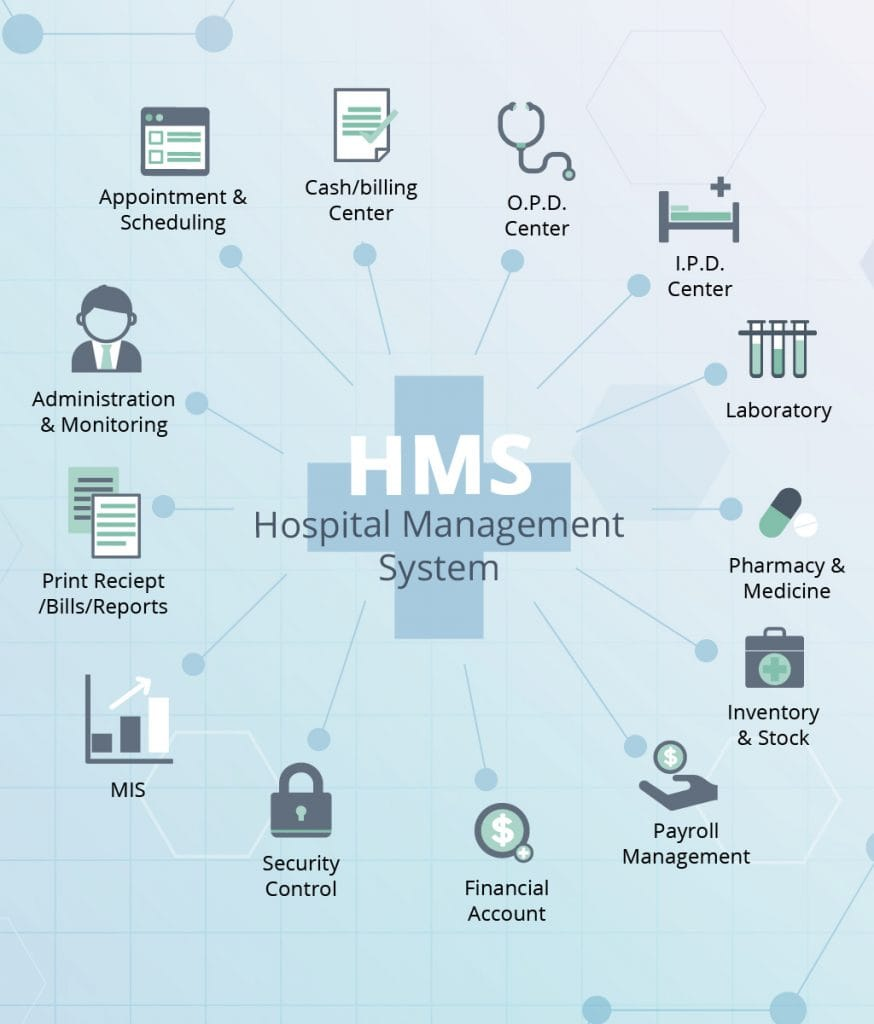 Appointment &
Scheduling
Cash/billing
Center
O.P.D.
Center
I.P.D.
Center
Laboratory
Pharmacy &
Medicine
Inventory
& Stock
Payroll
Management
Financial
Account
Security
Control
MIS
Print Reciept
/Bills/Reports
Administration
& Monitoring
HMS
Hospital Management
System
$
$